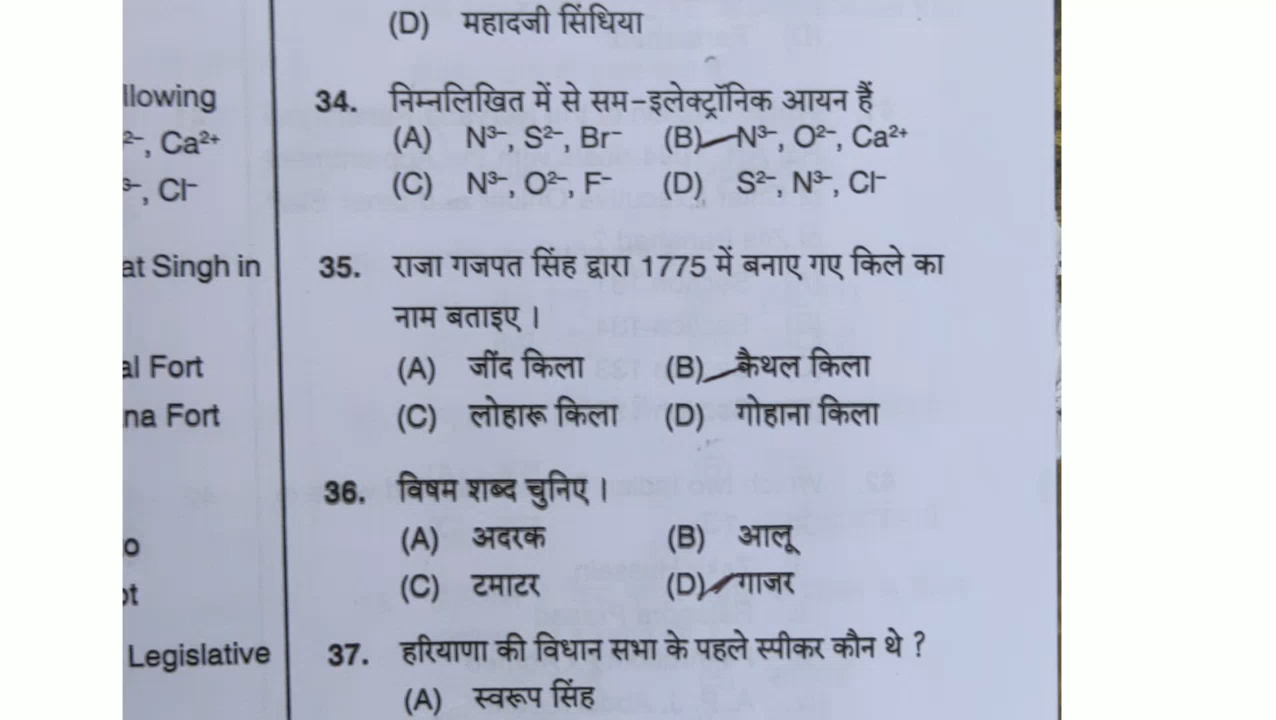 (D) महादजी सिंधिया
llowing
2–, Ca²⁺
3–, Cl⁻
at Singh in
al Fort
na Fort
o
ot
Legislative
34. निम्नलिखित में से सम-इलेक्ट्रॉनिक आयन हैं
(A) N³⁻, S²⁻, Br⁻ (B) N³⁻, O²⁻, Ca²⁺
(C) N³⁻, O²⁻, F⁻ (D) S²⁻, N³⁻, Cl⁻
35. राजा गजपत सिंह द्वारा 1775 में बनाए गए किले का
नाम बताइए ।
(A) जींद किला (B) कैथल किला
(C) लोहारू किला (D) गोहाना किला
36. विषम शब्द चुनिए ।
(A) अदरक (B) आलू
(C) टमाटर (D) गाजर
37. हरियाणा की विधान सभा के पहले स्पीकर कौन थे ?
(A) स्वरूप सिंह